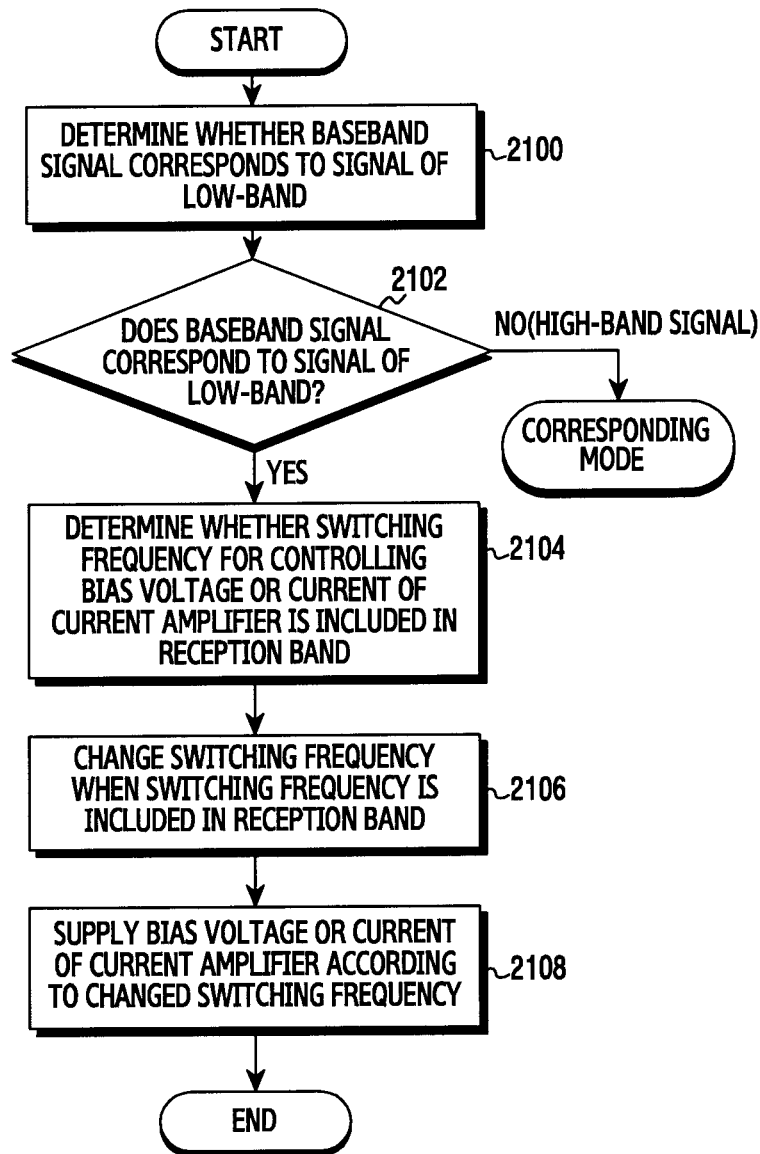 START
DETERMINE WHETHER BASEBAND
SIGNAL CORRESPONDS TO SIGNAL OF
LOW-BAND
2100
2102
DOES BASEBAND SIGNAL
CORRESPOND TO SIGNAL OF
LOW-BAND?
NO(HIGH-BAND SIGNAL)
CORRESPONDING
MODE
YES
DETERMINE WHETHER SWITCHING
FREQUENCY FOR CONTROLLING
BIAS VOLTAGE OR CURRENT OF
CURRENT AMPLIFIER IS INCLUDED IN
RECEPTION BAND
2104
CHANGE SWITCHING FREQUENCY
WHEN SWITCHING FREQUENCY IS
INCLUDED IN RECEPTION BAND
2106
SUPPLY BIAS VOLTAGE OR CURRENT
OF CURRENT AMPLIFIER ACCORDING
TO CHANGED SWITCHING FREQUENCY
2108
END